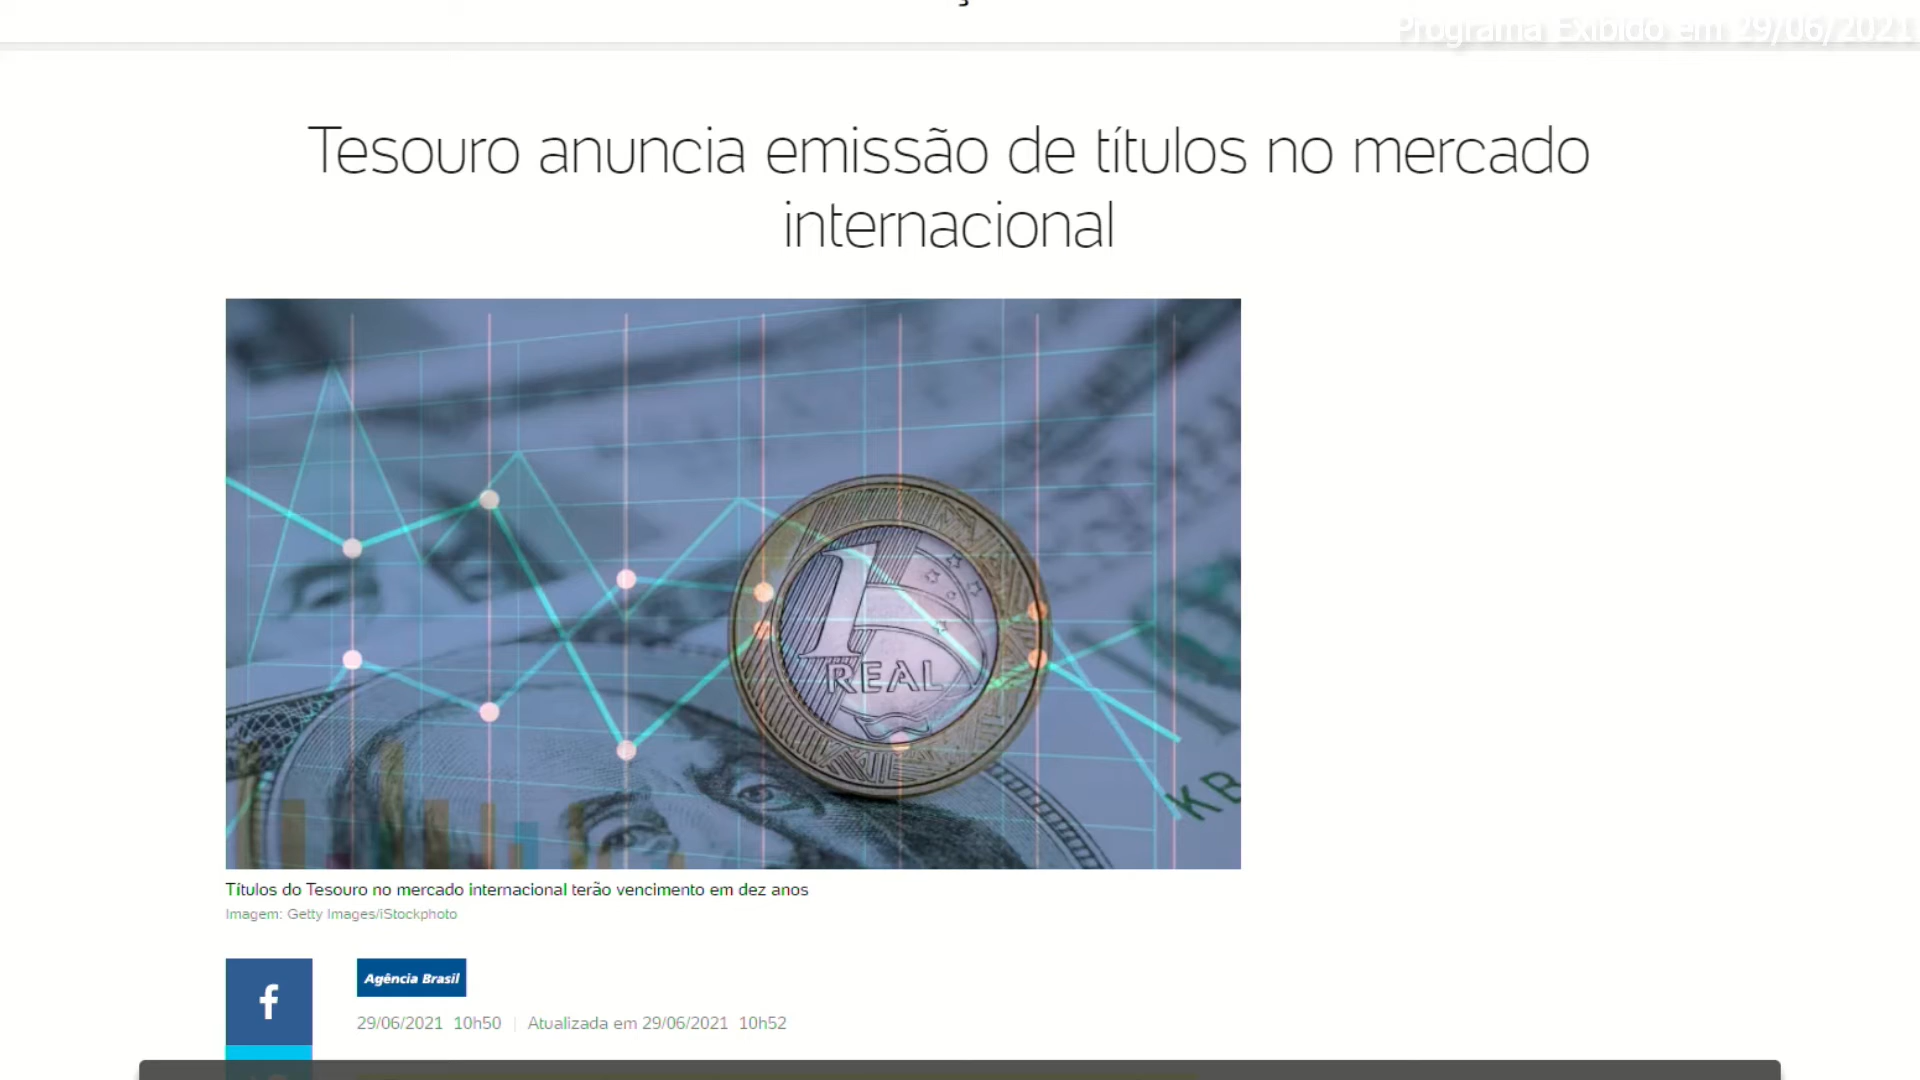 Programa Exibido em 29/06/2021
Tesouro anuncia emissão de títulos no mercado
internacional
1
REAL
KB
Títulos do Tesouro no mercado internacional terão vencimento em dez anos
Imagem: Getty Images/iStockphoto
f
Agência Brasil
29/06/2021 10h50 | Atualizada em 29/06/2021 10h52